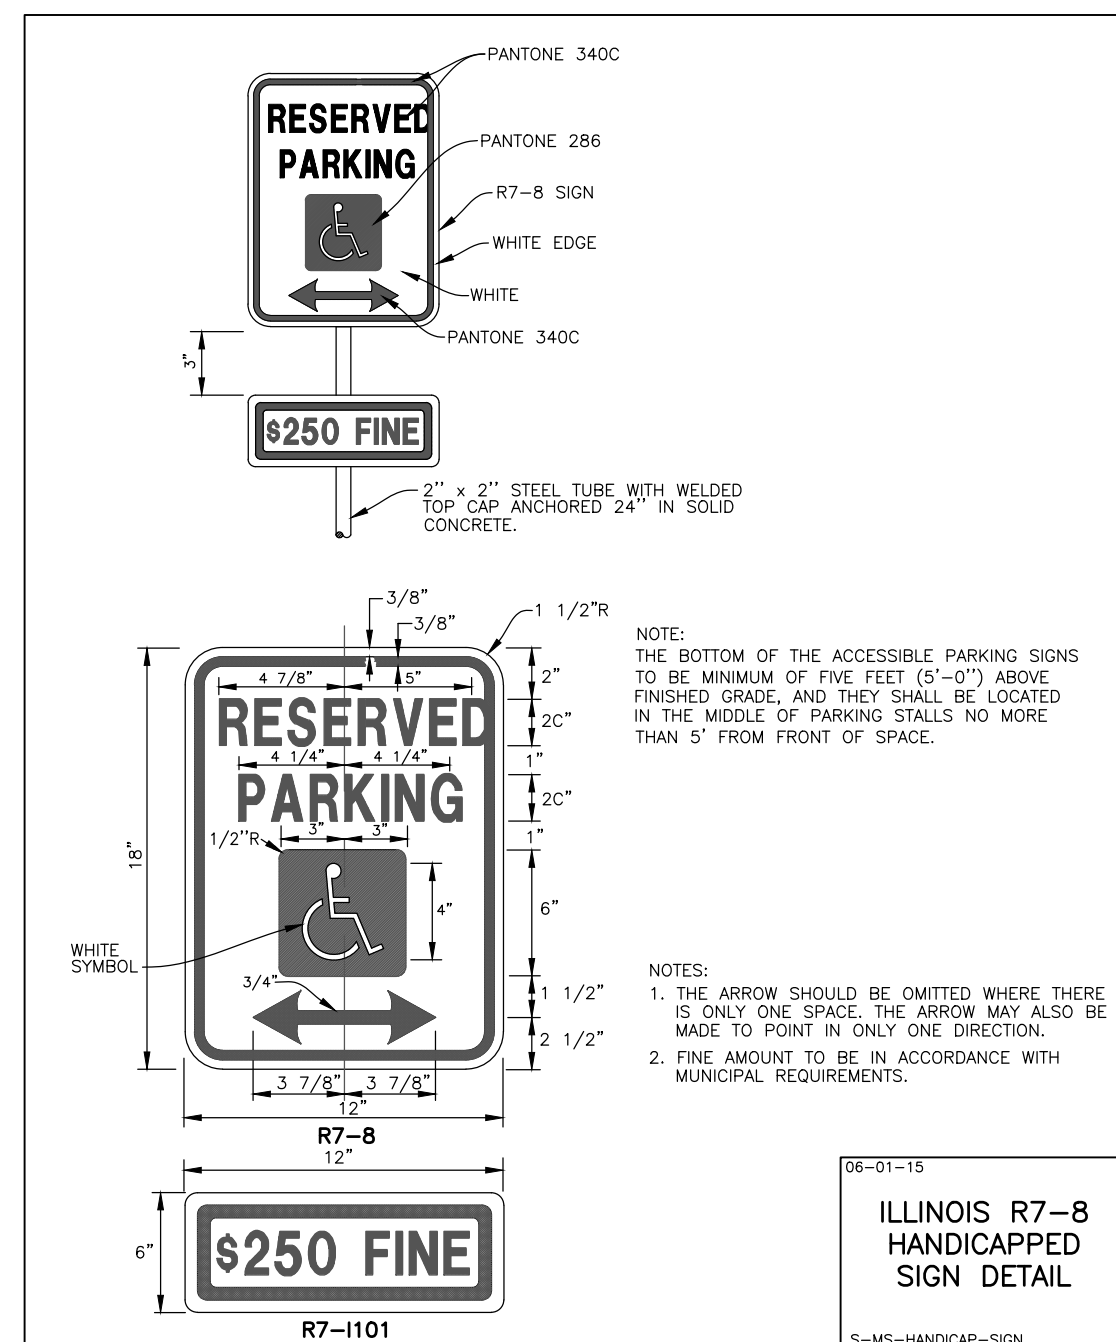 PANTONE 340C
RESERVED
PARKING
PANTONE 286
R7-8 SIGN
WHITE EDGE
WHITE
PANTONE 340C
3"
$250 FINE
2'' x 2'' STEEL TUBE WITH WELDED
TOP CAP ANCHORED 24'' IN SOLID
CONCRETE.
3/8"
3/8"
1 1/2"R
4 7/8"
5"
2"
RESERVED
2C"
4 1/4"
4 1/4"
1"
PARKING
2C"
1/2''R
3"
3"
1"
18"
4"
6"
WHITE
SYMBOL
3/4"
1 1/2"
2 1/2"
3 7/8"
3 7/8"
12"
R7-8
12"
6"
$250 FINE
R7-I101
NOTE:
THE BOTTOM OF THE ACCESSIBLE PARKING SIGNS
TO BE MINIMUM OF FIVE FEET (5'-0") ABOVE
FINISHED GRADE, AND THEY SHALL BE LOCATED
IN THE MIDDLE OF PARKING STALLS NO MORE
THAN 5' FROM FRONT OF SPACE.
NOTES:
1. THE ARROW SHOULD BE OMITTED WHERE THERE
IS ONLY ONE SPACE. THE ARROW MAY ALSO BE
MADE TO POINT IN ONLY ONE DIRECTION.
2. FINE AMOUNT TO BE IN ACCORDANCE WITH
MUNICIPAL REQUIREMENTS.
06-01-15
ILLINOIS R7-8
HANDICAPPED
SIGN DETAIL
S-MS-HANDICAP-SIGN